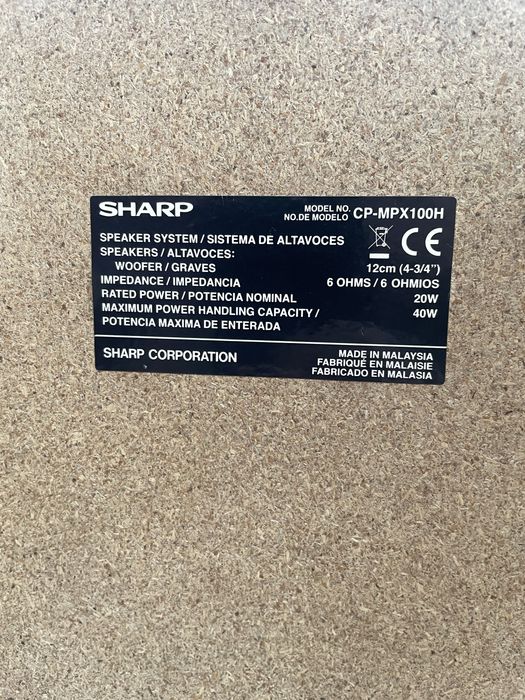 SHARP
MODEL NO.
NO.DE MODELO CP-MPX100H
SPEAKER SYSTEM / SISTEMA DE ALTAVOCES
SPEAKERS / ALTAVOCES:
WOOFER / GRAVES 12cm (4-3/4")
IMPEDANCE / IMPEDANCIA 6 OHMS / 6 OHMIOS
RATED POWER / POTENCIA NOMINAL 20W
MAXIMUM POWER HANDLING CAPACITY / 40W
POTENCIA MAXIMA DE ENTERADA
CE
SHARP CORPORATION
MADE IN MALAYSIA
FABRIQUÉ EN MALAISIE
FABRICADO EN MALASIA